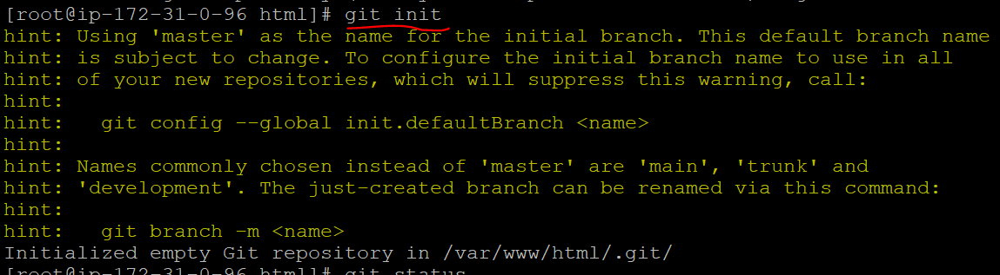 [root@ip-172-31-0-96 html]# git init
hint: Using 'master' as the name for the initial branch. This default branch name
hint: is subject to change. To configure the initial branch name to use in all
hint: of your new repositories, which will suppress this warning, call:
hint:
hint:   git config --global init.defaultBranch <name>
hint:
hint: Names commonly chosen instead of 'master' are 'main', 'trunk' and
hint: 'development'. The just-created branch can be renamed via this command:
hint:
hint:   git branch -m <name>
Initialized empty Git repository in /var/www/html/.git/
[root@ip-172-31-0-96 html]# git status